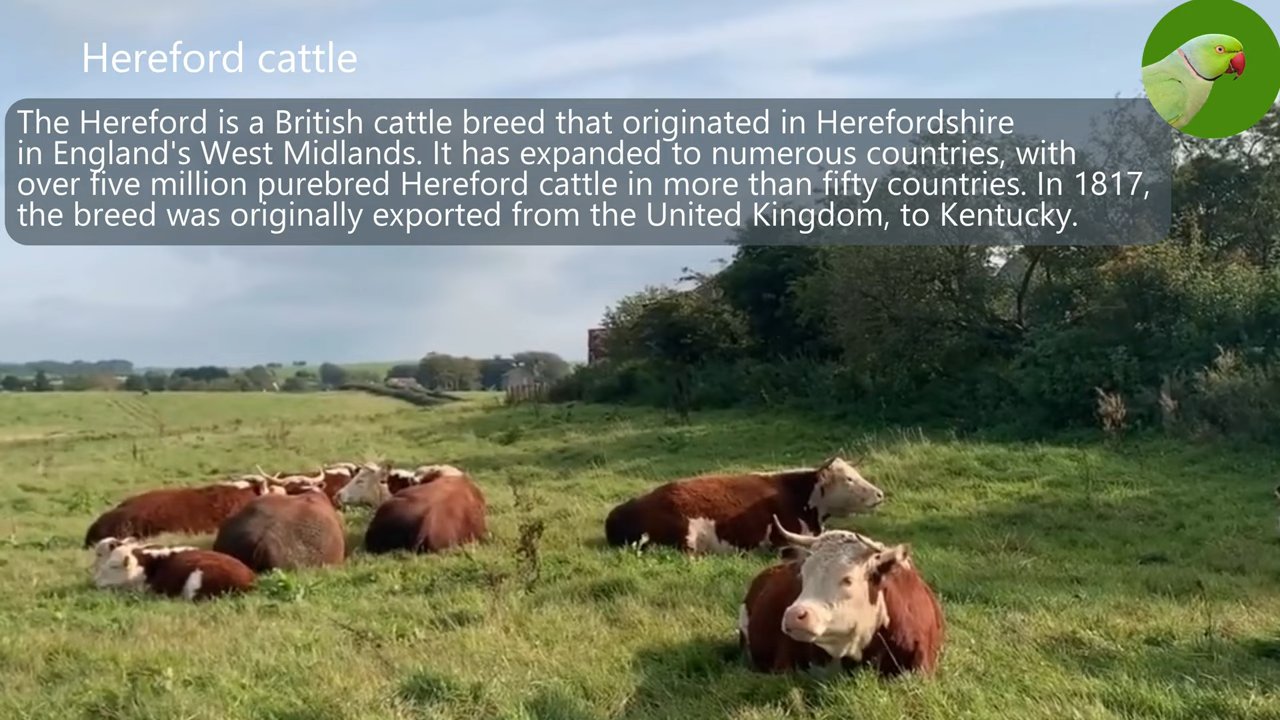 Hereford cattle
The Hereford is a British cattle breed that originated in Herefordshire
in England's West Midlands. It has expanded to numerous countries, with
over five million purebred Hereford cattle in more than fifty countries. In 1817,
the breed was originally exported from the United Kingdom, to Kentucky.